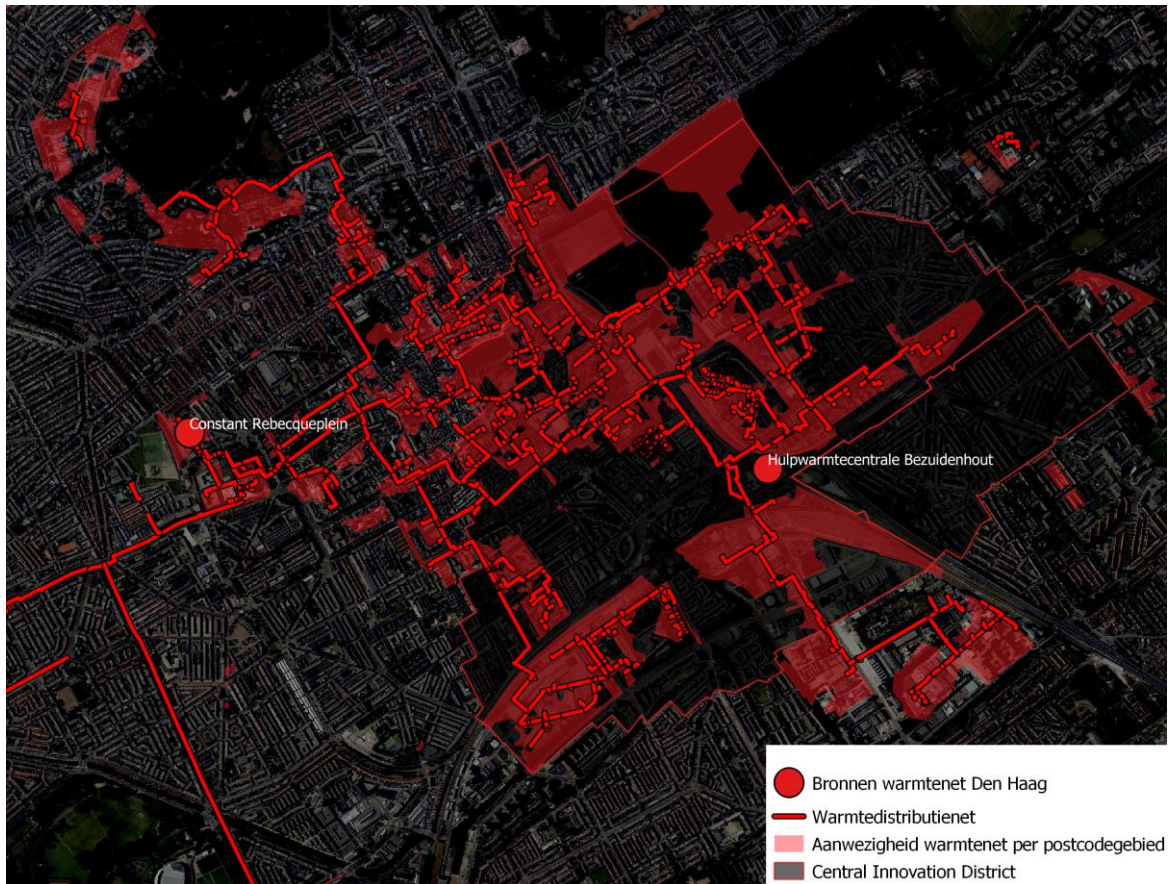 Constant Rebecqueplein
Hulpwarmtecentrale Bezuidenhout
Bronnen warmtenet Den Haag
Warmtedistributienet
Aanwezigheid warmtenet per postcodegebied
Central Innovation District